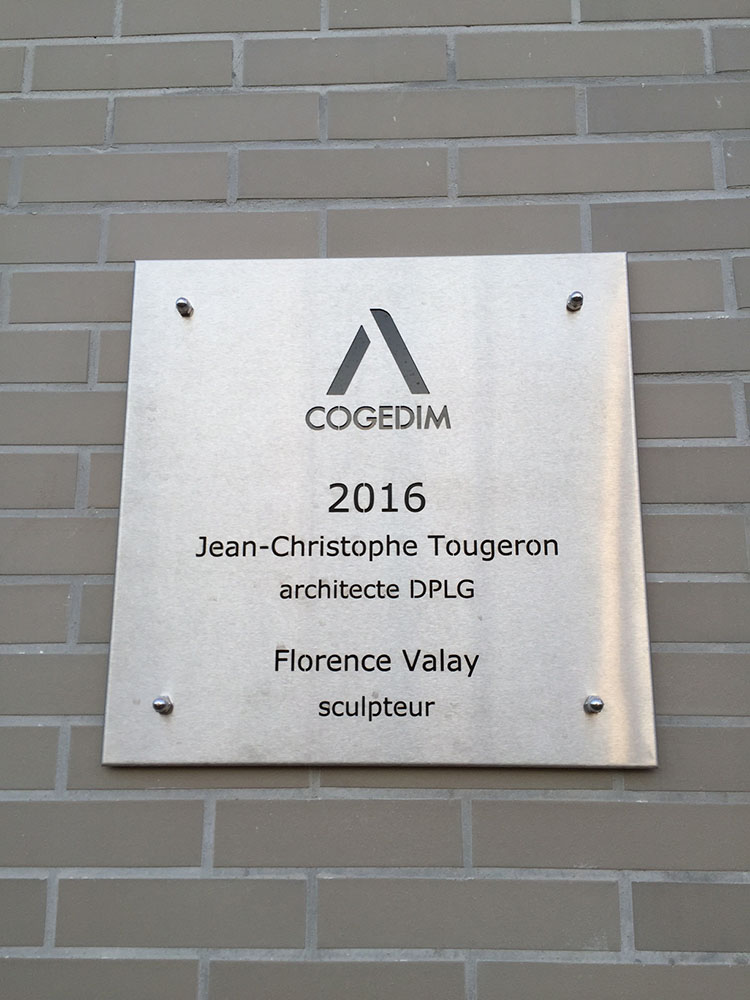 COGEDIM
2016
Jean-Christophe Tougeron
architecte DPLG
Florence Valay
sculpteur